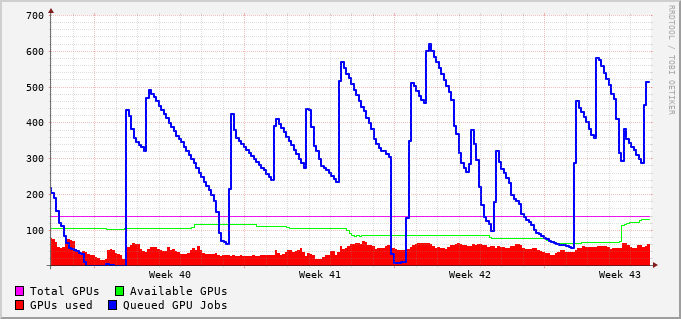 700
600
500
400
300
200
100
Week 40 Week 41 Week 42 Week 43
Total GPUs Available GPUs
GPUs used Queued GPU Jobs
RRDTOOL / TOBI OETIKER